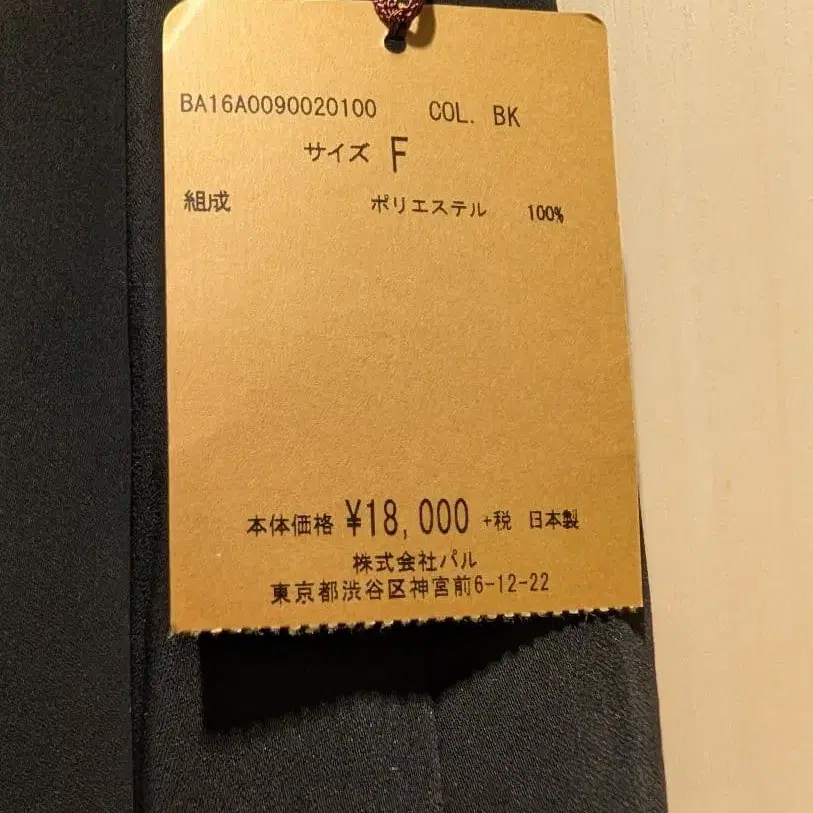 BA16A0090020100 COL. BK
サイズ F
組成 ポリエステル 100%
本体価格 ¥18,000 +税 日本製
株式会社パル
東京都渋谷区神宮前6-12-22